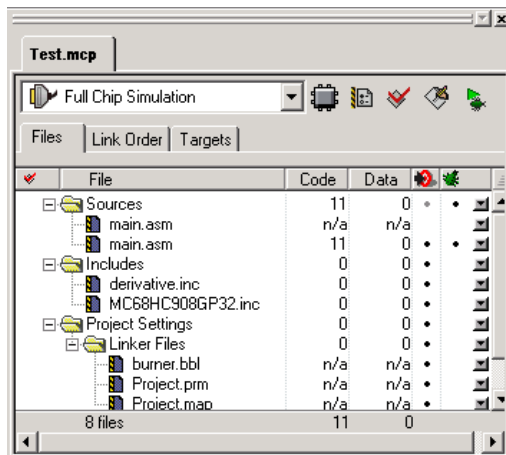 Test.mcp
Full Chip Simulation
Files Link Order Targets
File Code Data
Sources 11 0
main.asm n/a n/a
main.asm 11 0
Includes 0 0
derivative.inc 0 0
MC68HC908GP32.inc 0 0
Project Settings 0 0
Linker Files 0 0
burner.bbl n/a n/a
Project.prm n/a n/a
Project.map n/a n/a
8 files 11 0